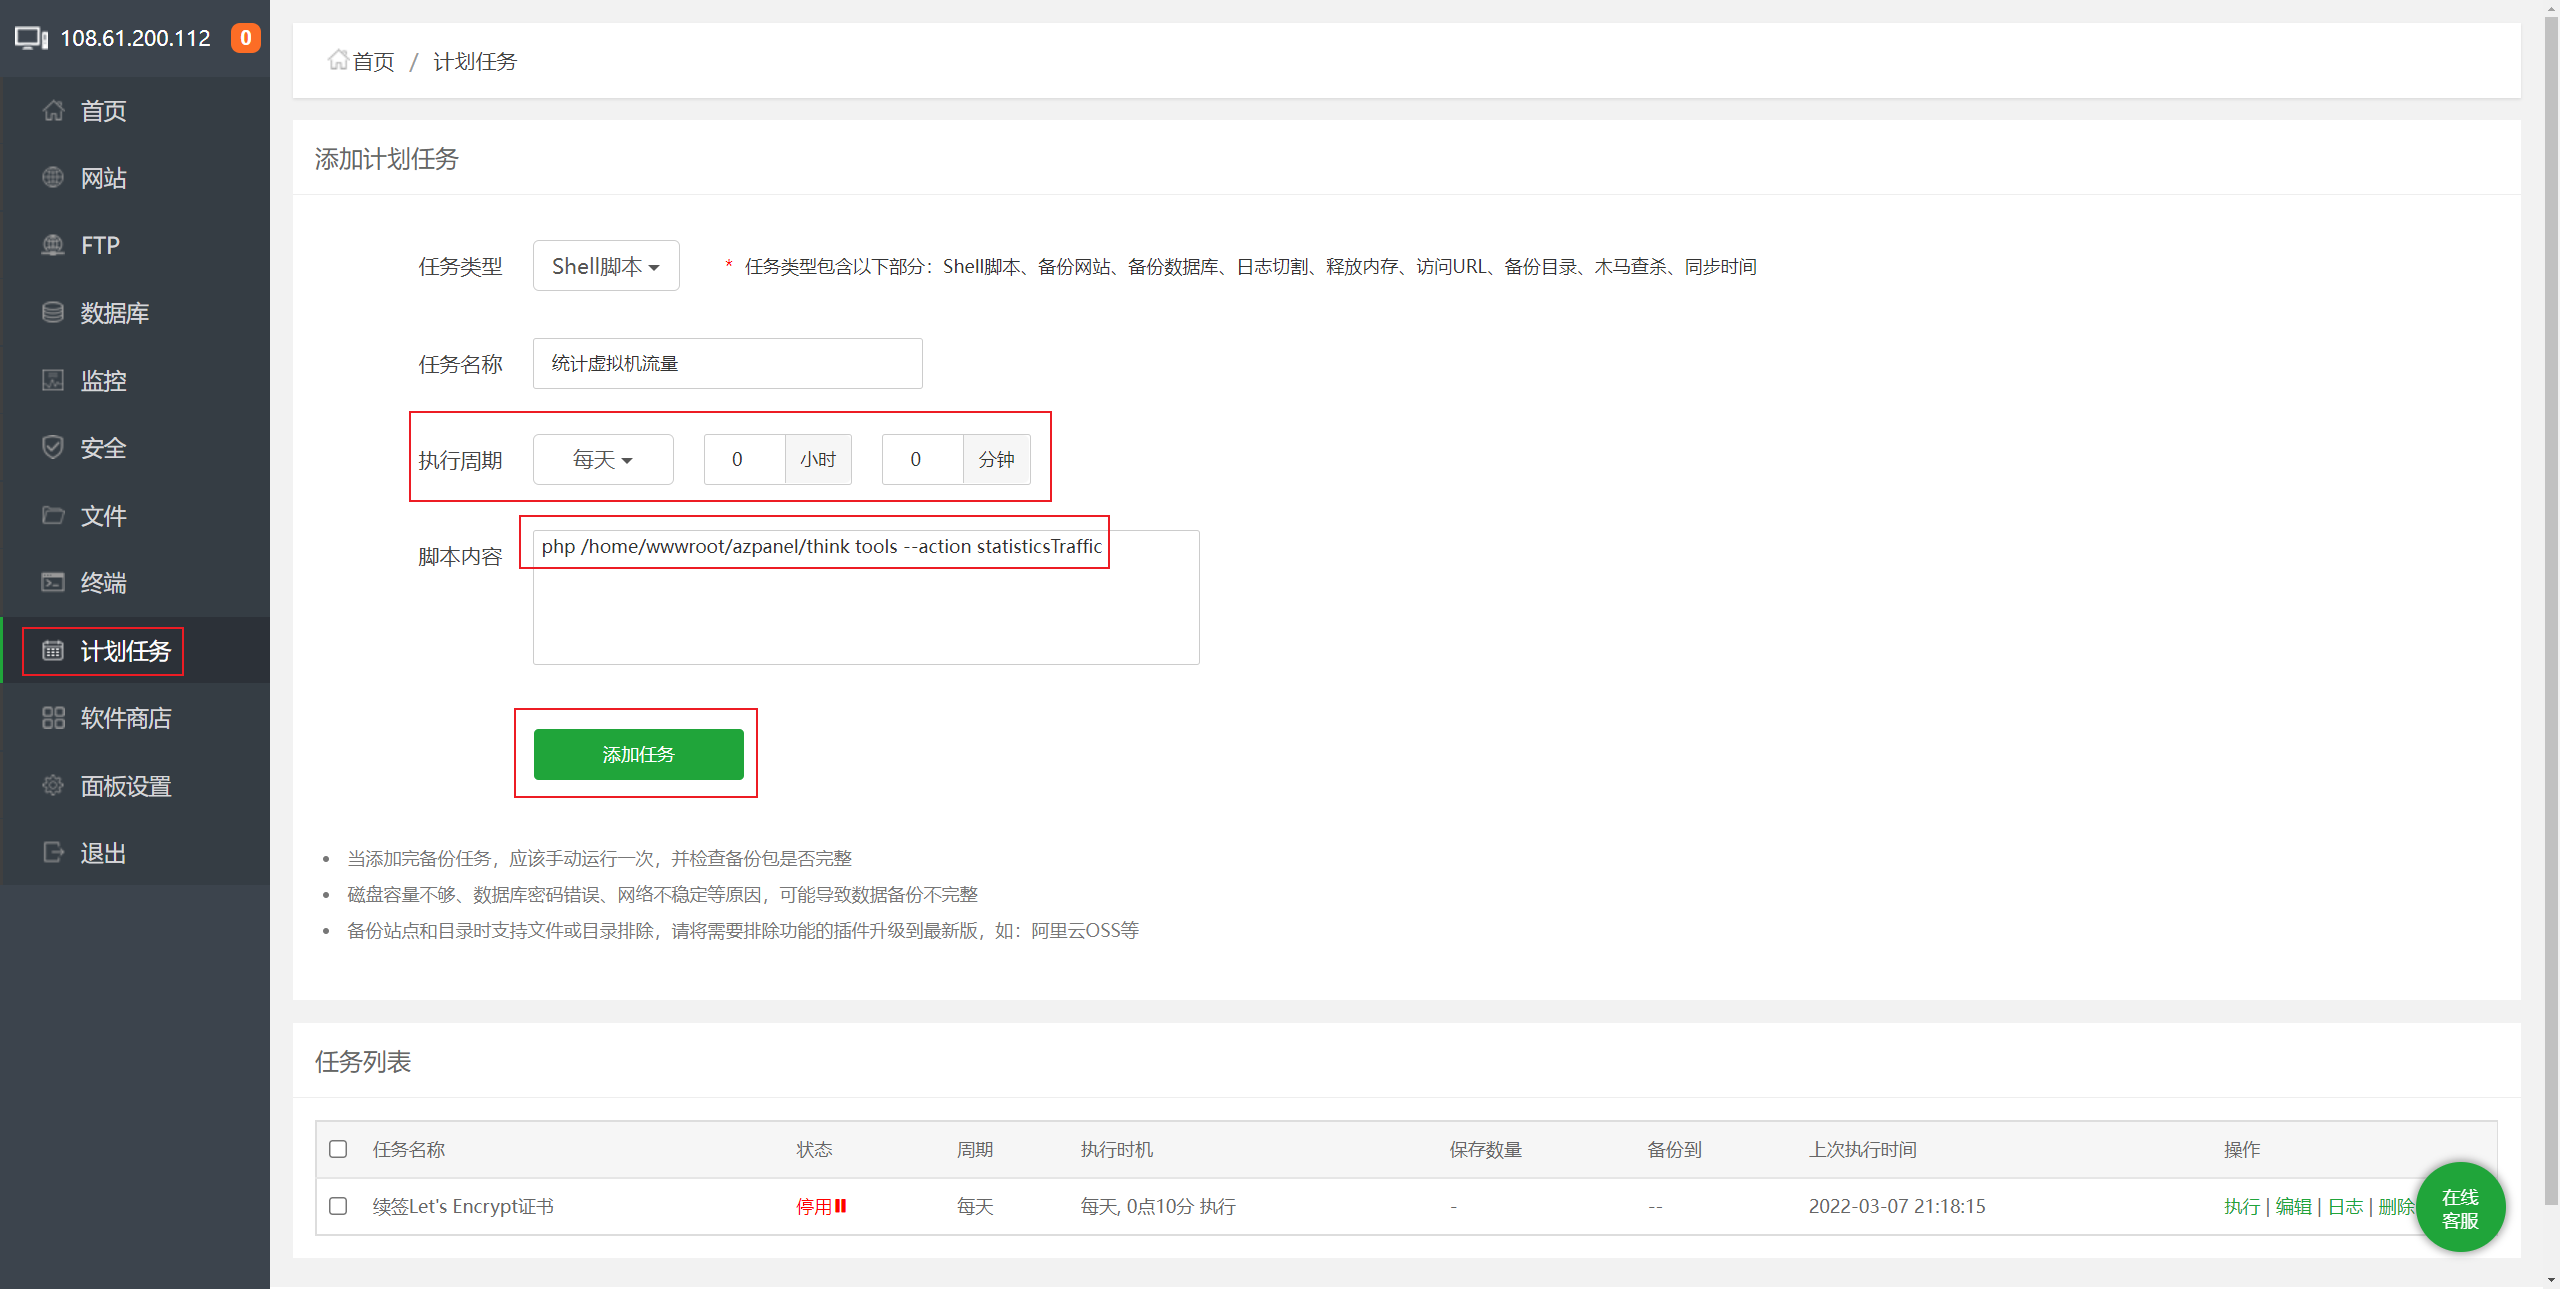 108.61.200.112 0
首页
网站
FTP
数据库
监控
安全
文件
终端
计划任务
软件商店
面板设置
退出
首页 / 计划任务
添加计划任务
任务类型 Shell脚本 * 任务类型包含以下部分：Shell脚本、备份网站、备份数据库、日志切割、释放内存、访问URL、备份目录、木马查杀、同步时间
任务名称 统计虚拟机流量
执行周期 每天 0 小时 0 分钟
脚本内容 php /home/wwwroot/azpanel/think tools --action statisticsTraffic
添加任务
当添加完备份任务，应该手动运行一次，并检查备份包是否完整
磁盘容量不够、数据库密码错误、网络不稳定等原因，可能导致数据备份不完整
备份站点和目录时支持文件或目录排除，请将需要排除功能的插件升级到最新版，如：阿里云OSS等
任务列表
任务名称 状态 周期 执行时机 保存数量 备份到 上次执行时间 操作
续签Let's Encrypt证书 停用 每天 每天, 0点10分 执行 - -- 2022-03-07 21:18:15 执行 | 编辑 | 日志 | 删除
在线
客服